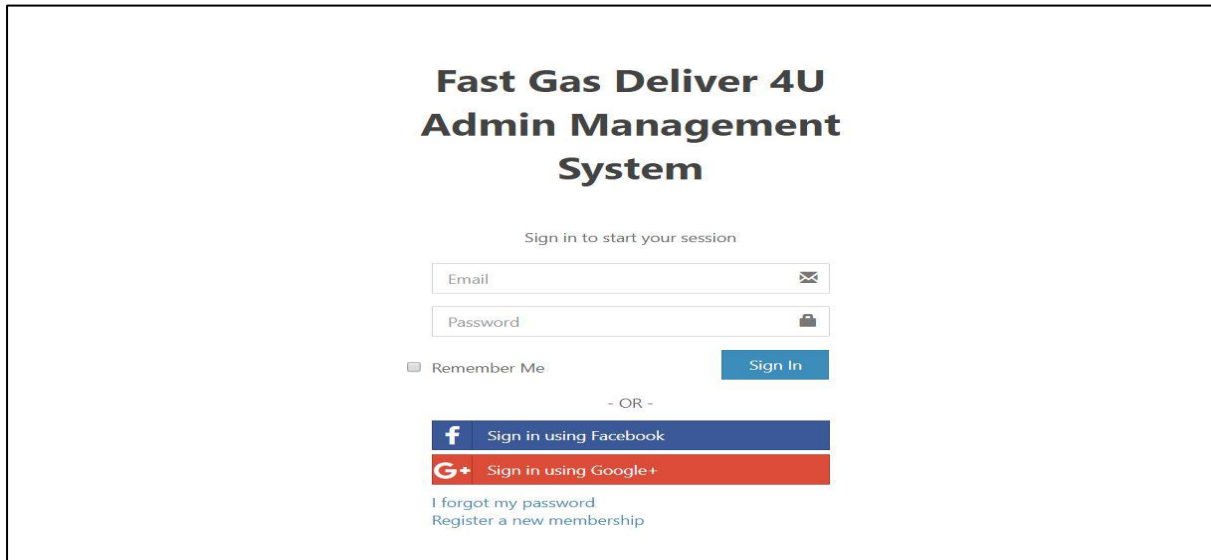 Fast Gas Deliver 4U
Admin Management
System
Sign in to start your session
Email
Password
Remember Me
Sign In
- OR -
f Sign in using Facebook
G+ Sign in using Google+
I forgot my password
Register a new membership